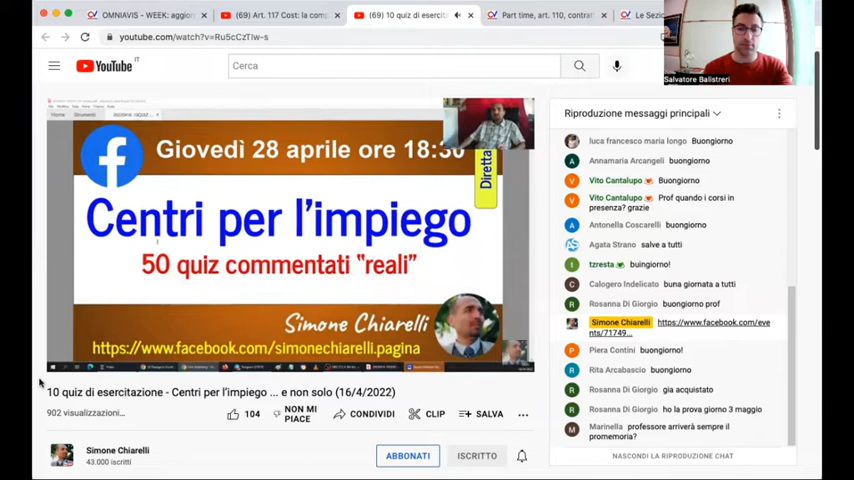 OMNIAVIS - WEEK: aggior
(69) Art. 117 Cost: la comp
(69) 10 quiz di esercita
Part time, art. 110, contrat
Le Sezio
youtube.com/watch?v=Ru5cCzTIw-s
YouTube IT
Cerca
Salvatore Balistreri
Home Strumenti
Giovedì 28 aprile ore 18:30
Diretta
Centri per l'impiego
50 quiz commentati "reali"
Simone Chiarelli
https://www.facebook.com/simonechiarelli.pagina
10 quiz di esercitazione - Centri per l'impiego ... e non solo (16/4/2022)
902 visualizzazioni...
104
NON MI
PIACE
CONDIVIDI
CLIP
SALVA
Simone Chiarelli
43.000 iscritti
ABBONATI
ISCRITTO
Riproduzione messaggi principali
luca francesco maria longo Buongiorno
Annamaria Arcangeli buongiorno
Vito Cantalupo Buongiorno
Vito Cantalupo Prof quando i corsi in
presenza? grazie
Antonella Coscarelli buongiorno
Agata Strano salve a tutti
tzresta buingiorno!
Calogero Indelicato buna giornata a tutti
Rosanna Di Giorgio buongiorno prof
Simone Chiarelli https://www.facebook.com/eve
nts/71749...
Piera Contini buongiorno!
Rita Arcabascio buongiorno
Rosanna Di Giorgio gia acquistato
Rosanna Di Giorgio ho la prova giorno 3 maggio
Marinella professore arriverà sempre il
promemoria?
NASCONDI LA RIPRODUZIONE CHAT